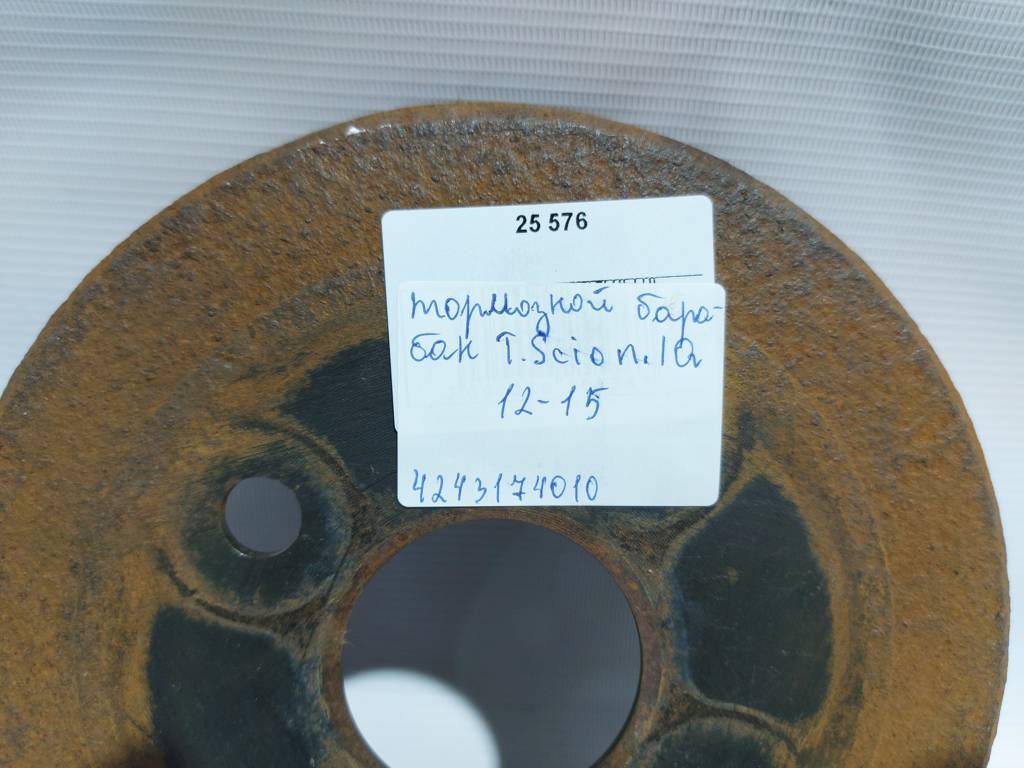 25 576
тормозной бара-
бан T. Scion. IQ
12-15
4243174010